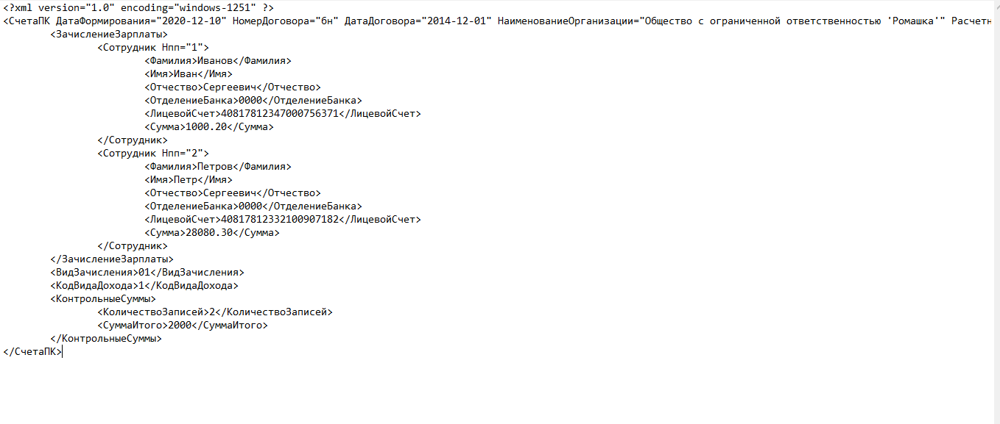 <?xml version="1.0" encoding="windows-1251" ?>
<СчетаПК ДатаФормирования="2020-12-10" НомерДоговора="бн" ДатаДоговора="2014-12-01" НаименованиеОрганизации="Общество с ограниченной ответственностью 'Ромашка'" Расчетн
<ЗачислениеЗарплаты>
<Сотрудник Нпп="1">
<Фамилия>Иванов</Фамилия>
<Имя>Иван</Имя>
<Отчество>Сергеевич</Отчество>
<ОтделениеБанка>0000</ОтделениеБанка>
<ЛицевойСчет>40817812347000756371</ЛицевойСчет>
<Сумма>1000.20</Сумма>
</Сотрудник>
<Сотрудник Нпп="2">
<Фамилия>Петров</Фамилия>
<Имя>Петр</Имя>
<Отчество>Сергеевич</Отчество>
<ОтделениеБанка>0000</ОтделениеБанка>
<ЛицевойСчет>40817812332100907182</ЛицевойСчет>
<Сумма>28080.30</Сумма>
</Сотрудник>
</ЗачислениеЗарплаты>
<ВидЗачисления>01</ВидЗачисления>
<КодВидаДохода>1</КодВидаДохода>
<КонтрольныеСуммы>
<КоличествоЗаписей>2</КоличествоЗаписей>
<СуммаИтого>2000</СуммаИтого>
</КонтрольныеСуммы>
</СчетаПК>